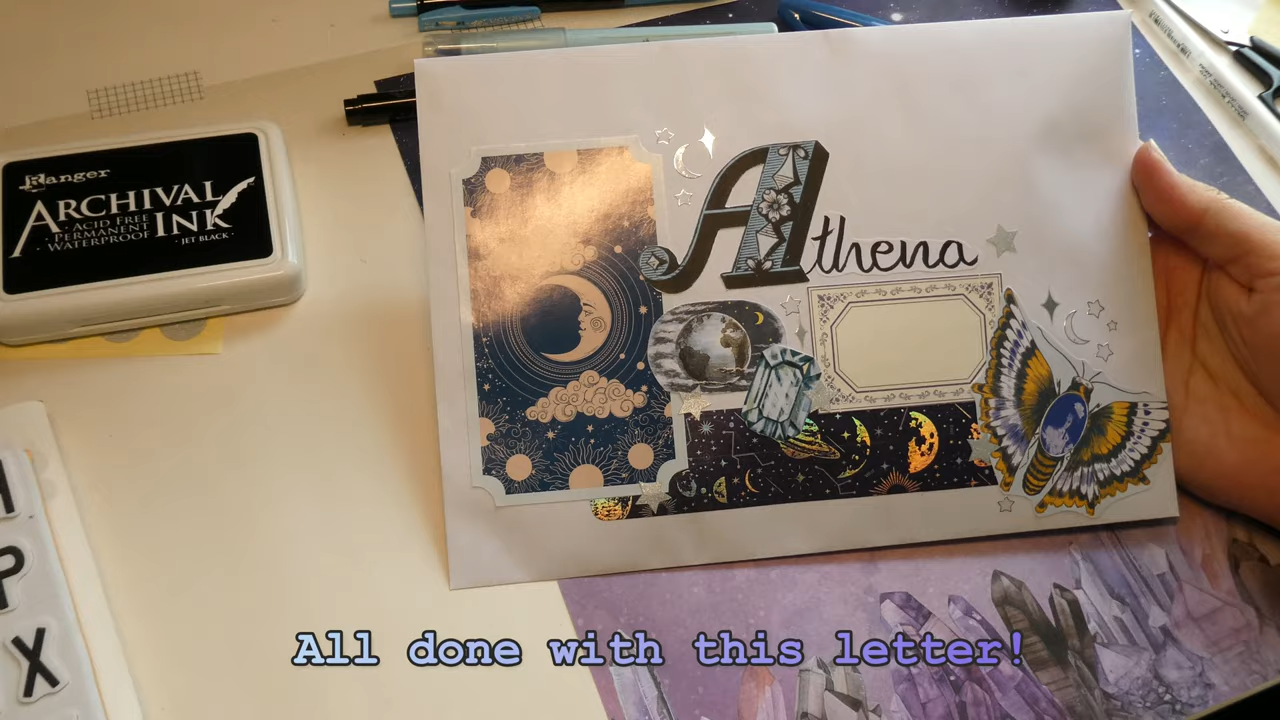 Ranger
ARCHIVAL
INK
ACID FREE
PERMANENT
WATERPROOF
JET BLACK
Athena
P
X
All done with this letter!